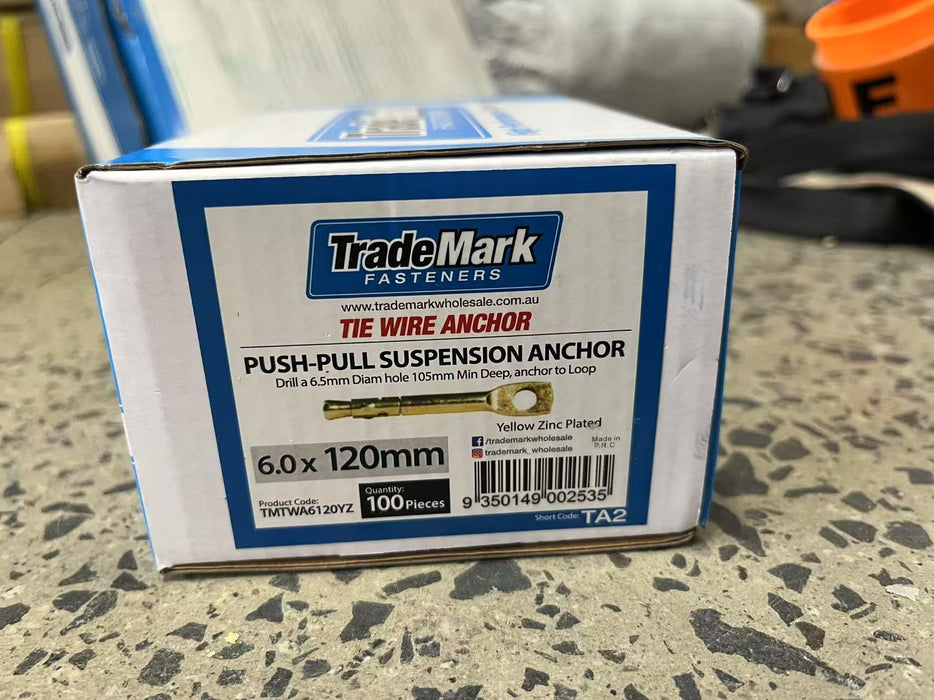 TradeMark
TradeMark
FASTENERS
www.trademarkwholesale.com.au
TIE WIRE ANCHOR
PUSH-PULL SUSPENSION ANCHOR
Drill a 6.5mm Diam hole 105mm Min Deep, anchor to Loop
Yellow Zinc Plated
/trademarkwholesale
trademark_wholesale
Made in
P.R.C
6.0 x 120mm
Product Code:
TMTWA6120YZ
Quantity:
100 Pieces
9 350149 002535
Short Code: TA2
E